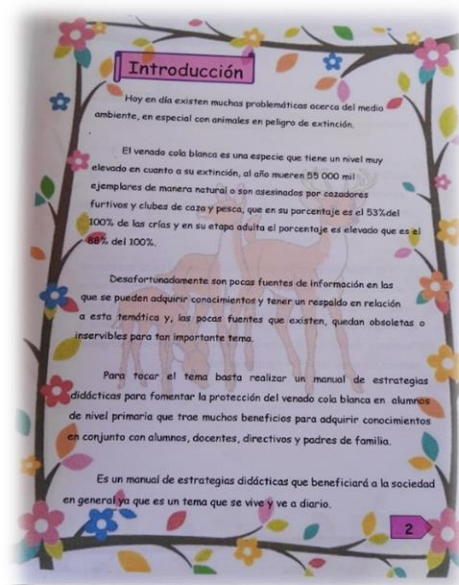 Introducción
Hoy en día existen muchas problemáticas acerca del medio
ambiente, en especial con animales en peligro de extinción.
El venado cola blanca es una especie que tiene un nivel muy
elevado en cuanto a su extinción, al año mueren 55 000 mil
ejemplares de manera natural o son asesinados por cazadores
furtivos y clubes de caza y pesca, que en su porcentaje es el 53%del
100% de las crías y en su etapa adulta el porcentaje es elevado que es el
88% del 100%.
Desafortunadamente son pocas fuentes de información en las
que se pueden adquirir conocimientos y tener un respaldo en relación
a esta temática y, las pocas fuentes que existen, quedan obsoletas o
inservibles para tan importante tema.
Para tocar el tema basta realizar un manual de estrategias
didácticas para fomentar la protección del venado cola blanca en alumnos
de nivel primaria que trae muchos beneficios para adquirir conocimientos
en conjunto con alumnos, docentes, directivos y padres de familia.
Es un manual de estrategias didácticas que beneficiará a la sociedad
en general ya que es un tema que se vive y ve a diario.
2